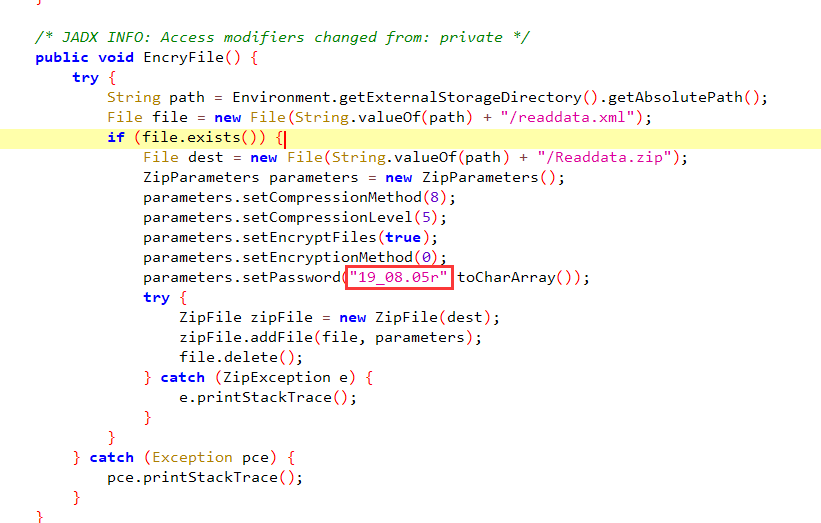 }
/* JADX INFO: Access modifiers changed from: private */
public void EncryFile() {
try {
String path = Environment.getExternalStorageDirectory().getAbsolutePath();
File file = new File(String.valueOf(path) + "/readdata.xml");
if (file.exists()) {
File dest = new File(String.valueOf(path) + "/Readdata.zip");
ZipParameters parameters = new ZipParameters();
parameters.setCompressionMethod(8);
parameters.setCompressionLevel(5);
parameters.setEncryptFiles(true);
parameters.setEncryptionMethod(0);
parameters.setPassword("19_08.05r" toCharArray());
try {
ZipFile zipFile = new ZipFile(dest);
zipFile.addFile(file, parameters);
file.delete();
} catch (ZipException e) {
e.printStackTrace();
}
}
} catch (Exception pce) {
pce.printStackTrace();
}
}